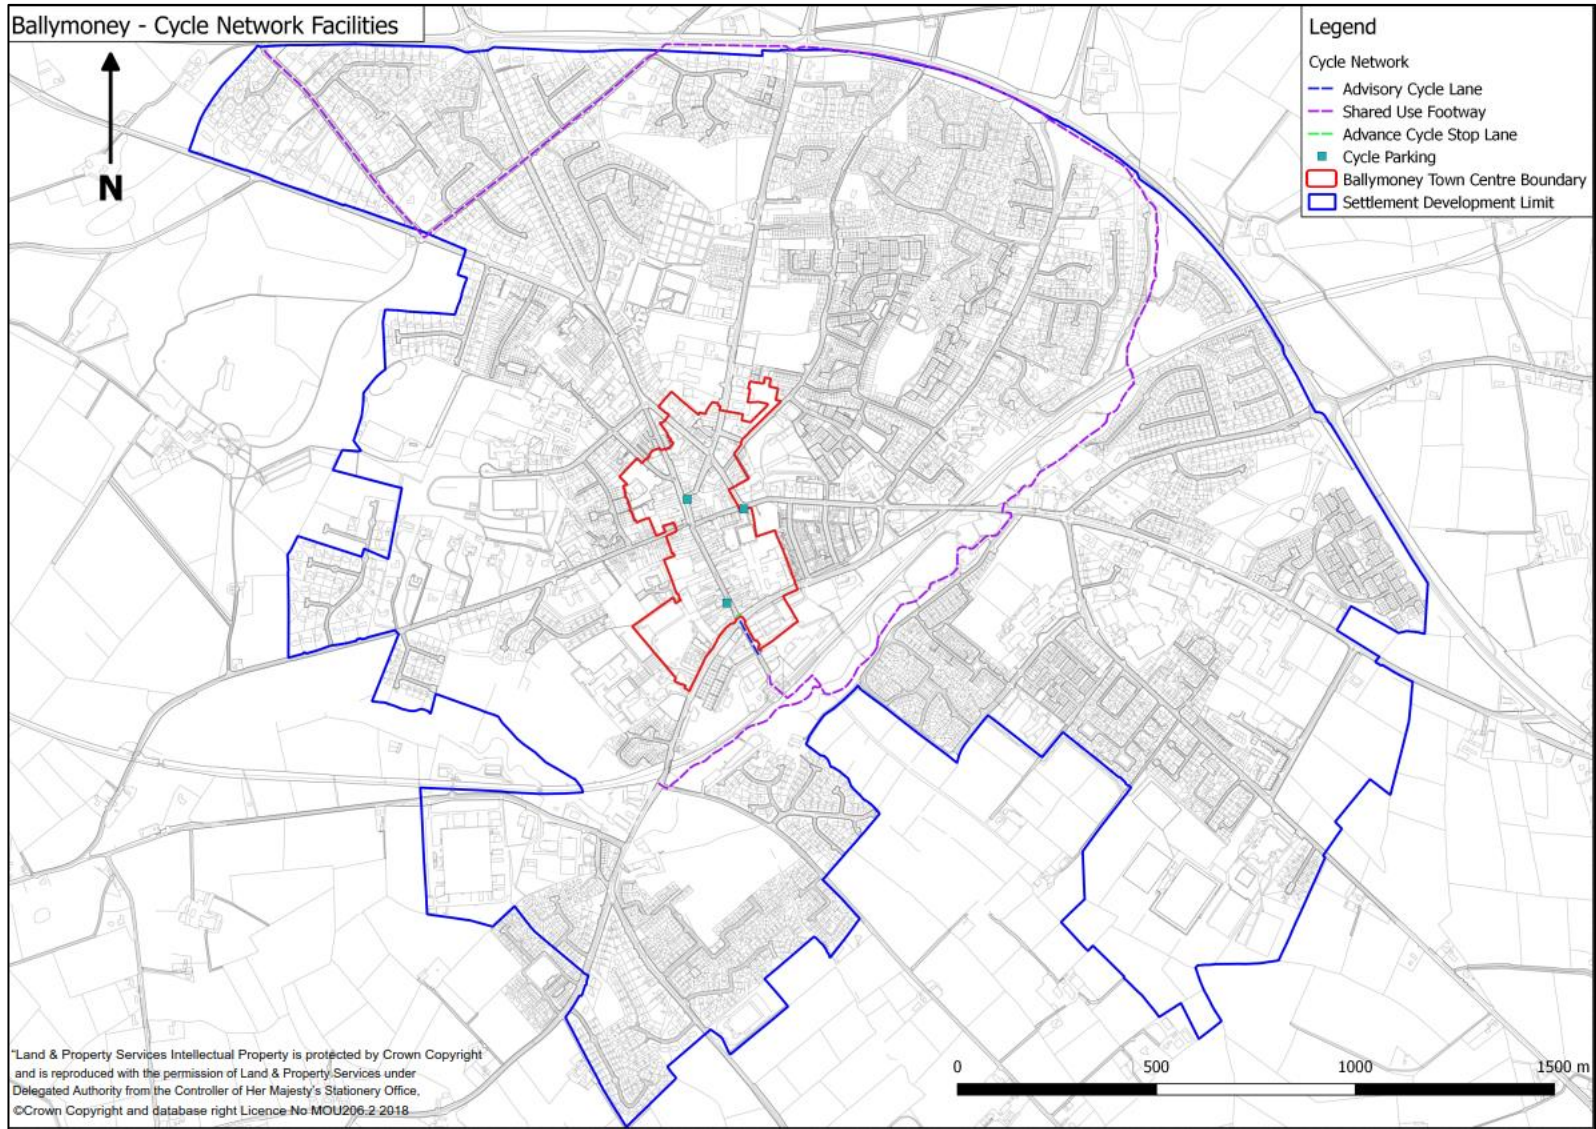 Ballymoney - Cycle Network Facilities
N
Legend
Cycle Network
Advisory Cycle Lane
Shared Use Footway
Advance Cycle Stop Lane
Cycle Parking
Ballymoney Town Centre Boundary
Settlement Development Limit
"Land & Property Services Intellectual Property is protected by Crown Copyright
and is reproduced with the permission of Land & Property Services under
Delegated Authority from the Controller of Her Majesty's Stationery Office,
©Crown Copyright and database right Licence No MOU206.2 2018
0 500 1000 1500 m